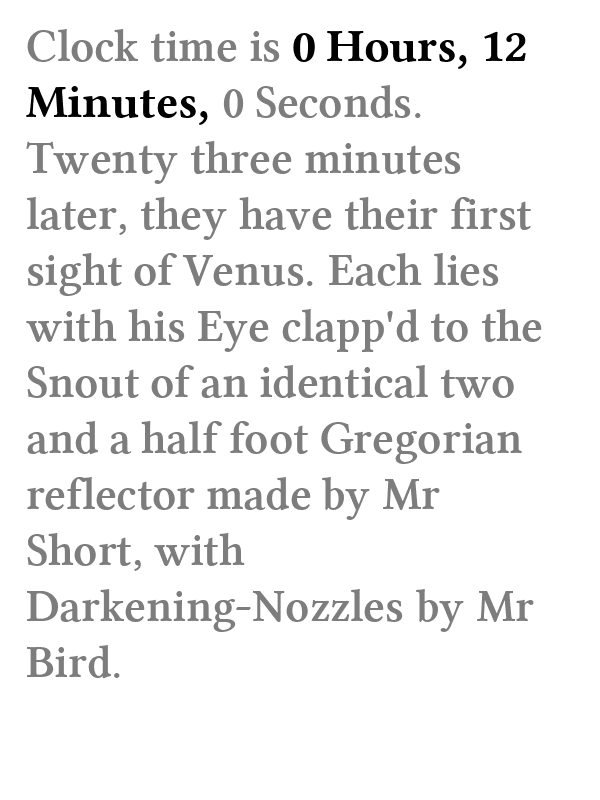 Clock time is 0 Hours, 12
Minutes, 0 Seconds.
Twenty three minutes
later, they have their first
sight of Venus. Each lies
with his Eye clapp'd to the
Snout of an identical two
and a half foot Gregorian
reflector made by Mr
Short, with
Darkening-Nozzles by Mr
Bird.